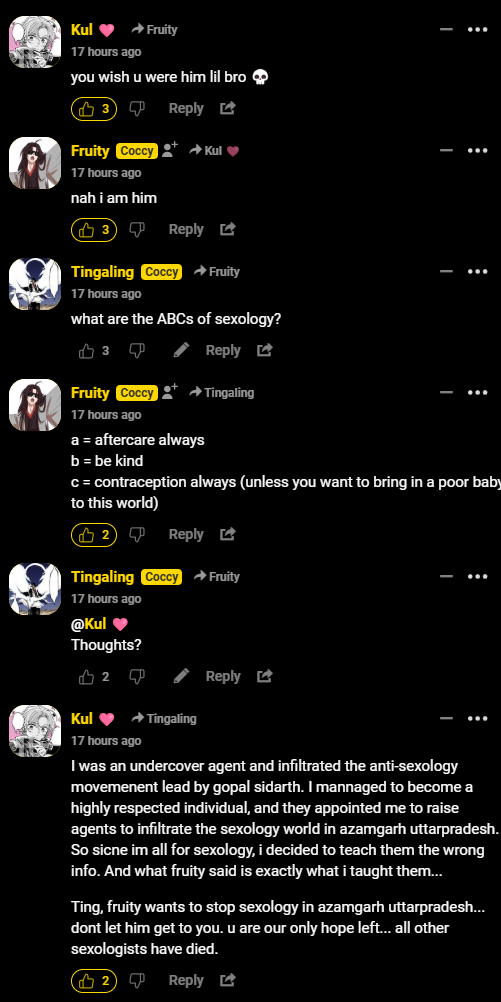 Kul 💗 Fruity
17 hours ago
you wish u were him lil bro 💀
3 Reply
Fruity Coccy Kul 💗
17 hours ago
nah i am him
3 Reply
Tingaling Coccy Fruity
17 hours ago
what are the ABCs of sexology?
3 Reply
Fruity Coccy Tingaling
17 hours ago
a = aftercare always
b = be kind
c = contraception always (unless you want to bring in a poor baby
to this world)
2 Reply
Tingaling Coccy Fruity
17 hours ago
@Kul 💗
Thoughts?
2 Reply
Kul 💗 Tingaling
17 hours ago
I was an undercover agent and infiltrated the anti-sexology
movemenent lead by gopal sidarth. I mannaged to become a
highly respected individual, and they appointed me to raise
agents to infiltrate the sexology world in azamgarh uttarpradesh.
So sicne im all for sexology, i decided to teach them the wrong
info. And what fruity said is exactly what i taught them...
Ting, fruity wants to stop sexology in azamgarh uttarpradesh...
dont let him get to you. u are our only hope left... all other
sexologists have died.
2 Reply